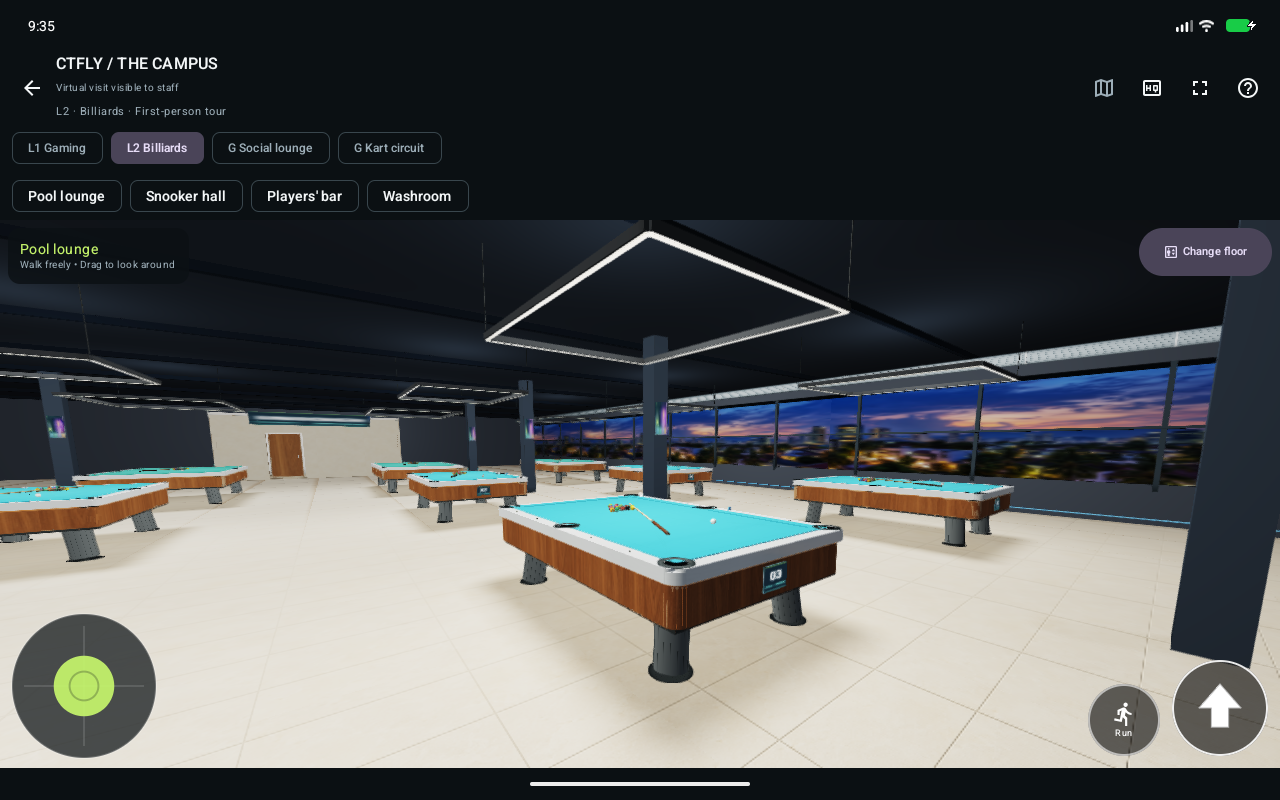 9:35
CTFLY / THE CAMPUS
Virtual visit visible to staff
L2 · Billiards · First-person tour
HQ
L1 Gaming
L2 Billiards
G Social lounge
G Kart circuit
Pool lounge
Snooker hall
Players' bar
Washroom
Pool lounge
Walk freely • Drag to look around
Change floor
03
Run